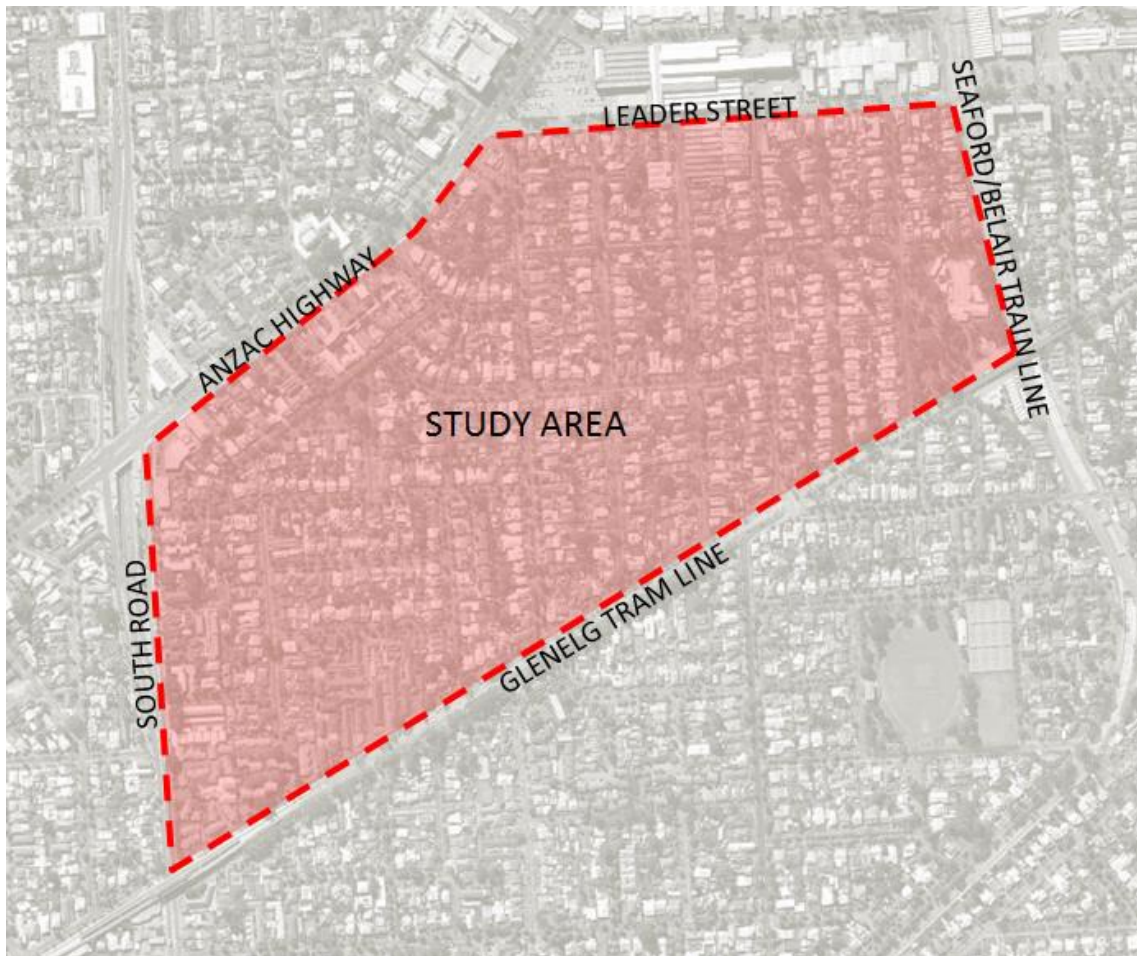 LEADER STREET
SEAFORD/BELAIR TRAIN LINE
ANZAC HIGHWAY
STUDY AREA
SOUTH ROAD
GLENELG TRAM LINE